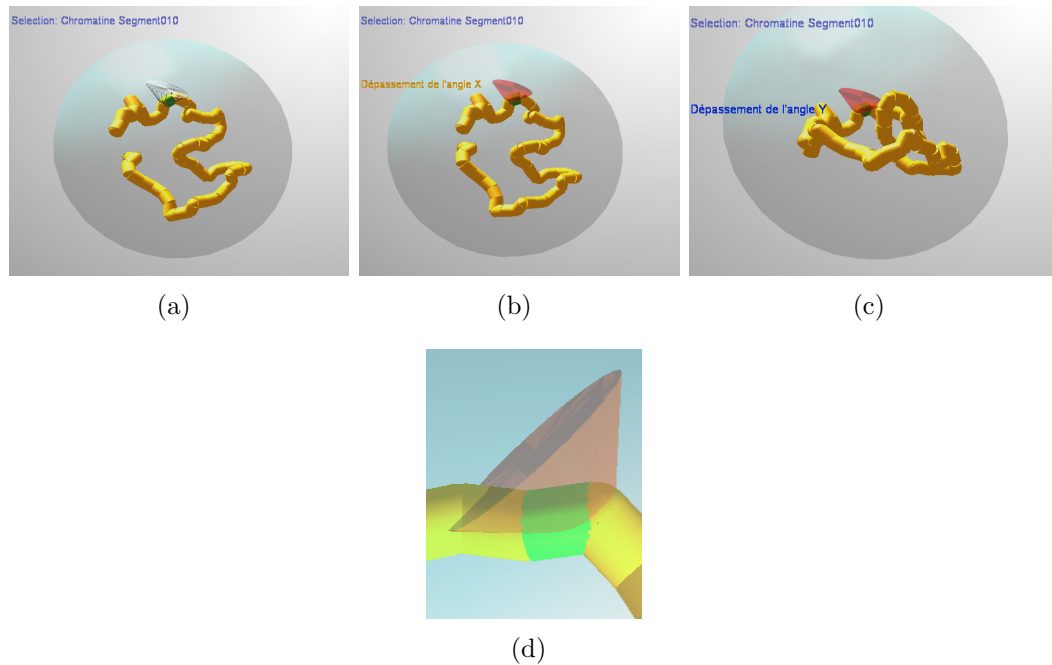 Selection: Chromatine Segment010
Selection: Chromatine Segment010
Selection: Chromatine Segment010
Dépassement de l'angle X
Dépassement de l'angle Y
(a)
(b)
(c)
(d)